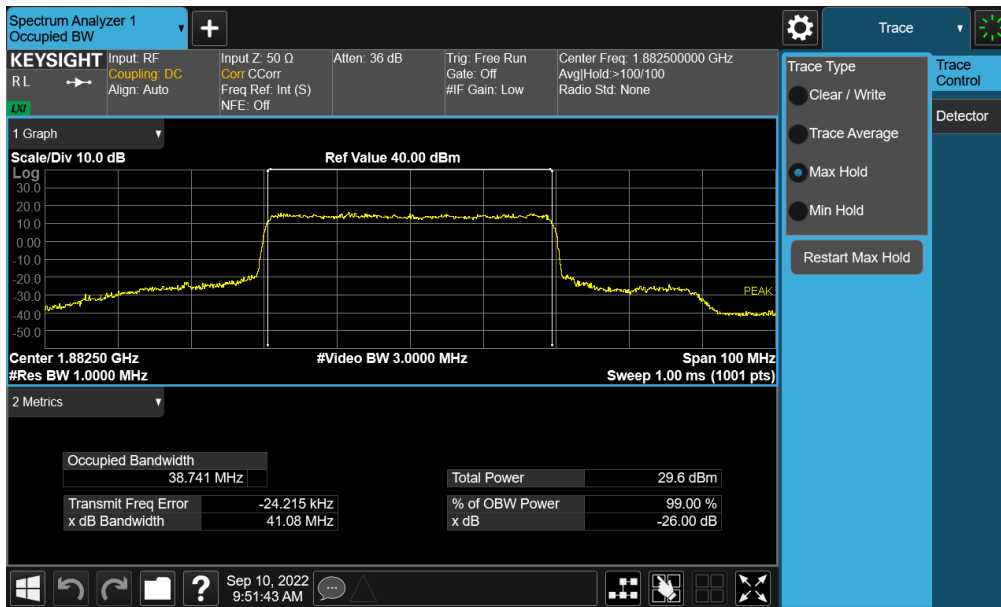 Spectrum Analyzer 1
Occupied BW
Trace
KEYSIGHT
R L
LXI
Input: RF
Coupling: DC
Align: Auto
Input Z: 50 Ω
Corr CCorr
Freq Ref: Int (S)
NFE: Off
Atten: 36 dB
Trig: Free Run
Gate: Off
#IF Gain: Low
Center Freq: 1.882500000 GHz
Avg|Hold:>100/100
Radio Std: None
Trace Type
Clear / Write
Trace Average
Max Hold
Min Hold
Restart Max Hold
Trace
Control
Detector
1 Graph
Scale/Div 10.0 dB
Ref Value 40.00 dBm
Log
30.0
20.0
10.0
0.00
-10.0
-20.0
-30.0
-40.0
-50.0
PEAK
Center 1.88250 GHz
#Video BW 3.0000 MHz
Span 100 MHz
#Res BW 1.0000 MHz
Sweep 1.00 ms (1001 pts)
2 Metrics
Occupied Bandwidth
38.741 MHz
Total Power 29.6 dBm
Transmit Freq Error -24.215 kHz
% of OBW Power 99.00 %
x dB Bandwidth 41.08 MHz
x dB -26.00 dB
?
Sep 10, 2022
9:51:43 AM